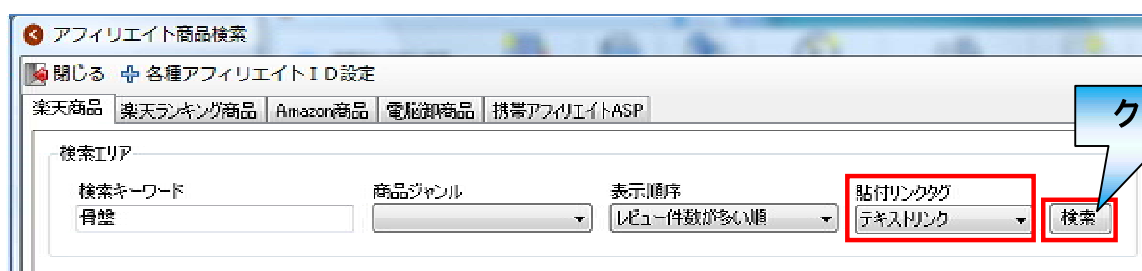 アフィリエイト商品検索
閉じる 各種アフィリエイトID設定
楽天商品 楽天ランキング商品 Amazon商品 電脳卸商品 携帯アフィリエイトASP
検索エリア
検索キーワード 商品ジャンル 表示順序 貼付リンクタグ
骨盤 レビュー件数が多い順 テキストリンク 検索
ク